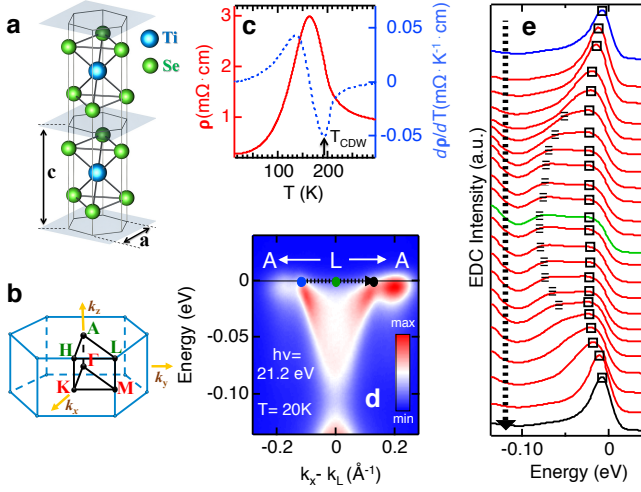 a
Ti
Se
c
a
b
k_z
A
H
L
Γ
K
M
k_y
k_x
c
ρ(mΩ · cm)
3
2
1
0.05
0
-0.05
dρ/dT(mΩ·K⁻¹·cm)
T_CDW
100
200
T (K)
A
L
A
Energy (eV)
0
-0.05
-0.10
hν=
21.2 eV
T= 20K
d
max
min
-0.2
0
0.2
k_x- k_L (Å⁻¹)
e
EDC Intensity (a.u.)
-0.10
-0.05
0
Energy (eV)